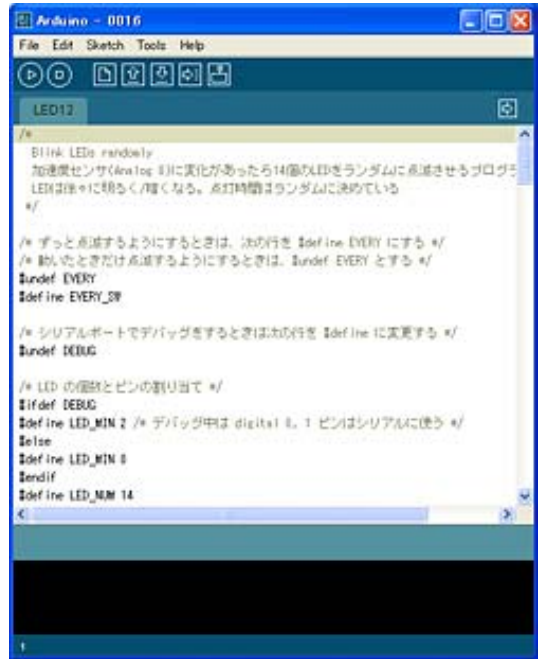 Arduino - 0016
File Edit Sketch Tools Help
LED12
/*
Blink LEDs randomly
加速度センサ(Analog 0)に変化があったら14個のLEDをランダムに点滅させるプログラ
LEDは徐々に明るく/暗くなる。点灯時間はランダムに決めている
*/
/* ずっと点滅するようにするときは、次の行を #define EVERY にする */
/* 動いたときだけ点滅するようにするときは、#undef EVERY とする */
#undef EVERY
#define EVERY_SW
/* シリアルポートでデバッグをするときは次の行を #define に変更する */
#undef DEBUG
/* LED の個数とピンの割り当て */
#ifdef DEBUG
#define LED_MIN 2 /* デバッグ中は digital 0, 1 ピンはシリアルに使う */
#else
#define LED_MIN 0
#endif
#define LED_NUM 14
1